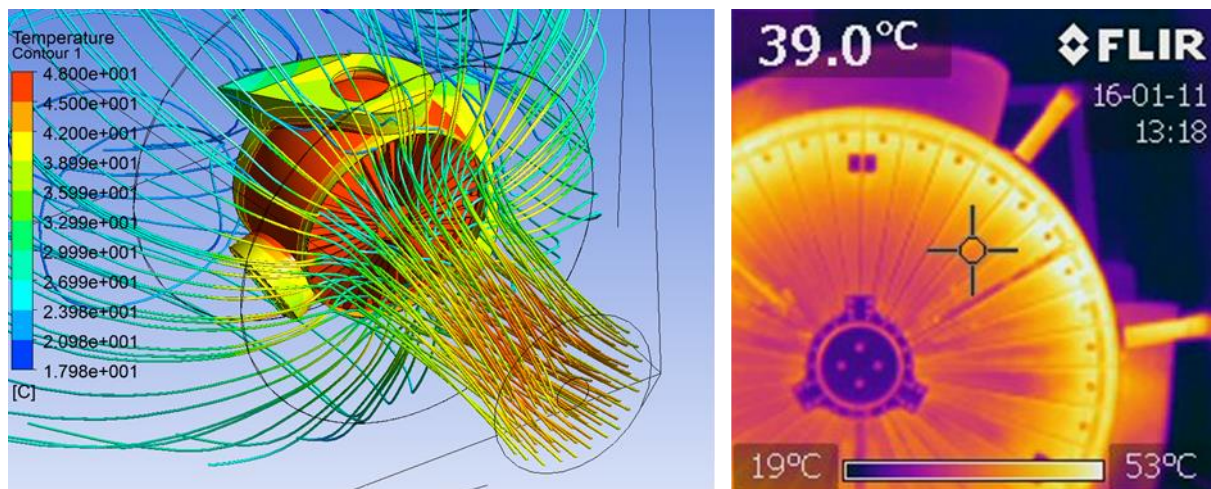 Temperature
Contour 1
4.800e+001
4.500e+001
4.200e+001
3.899e+001
3.599e+001
3.299e+001
2.999e+001
2.699e+001
2.398e+001
2.098e+001
1.798e+001
[C]
39.0°C
FLIR
16-01-11
13:18
19ºC
53ºC